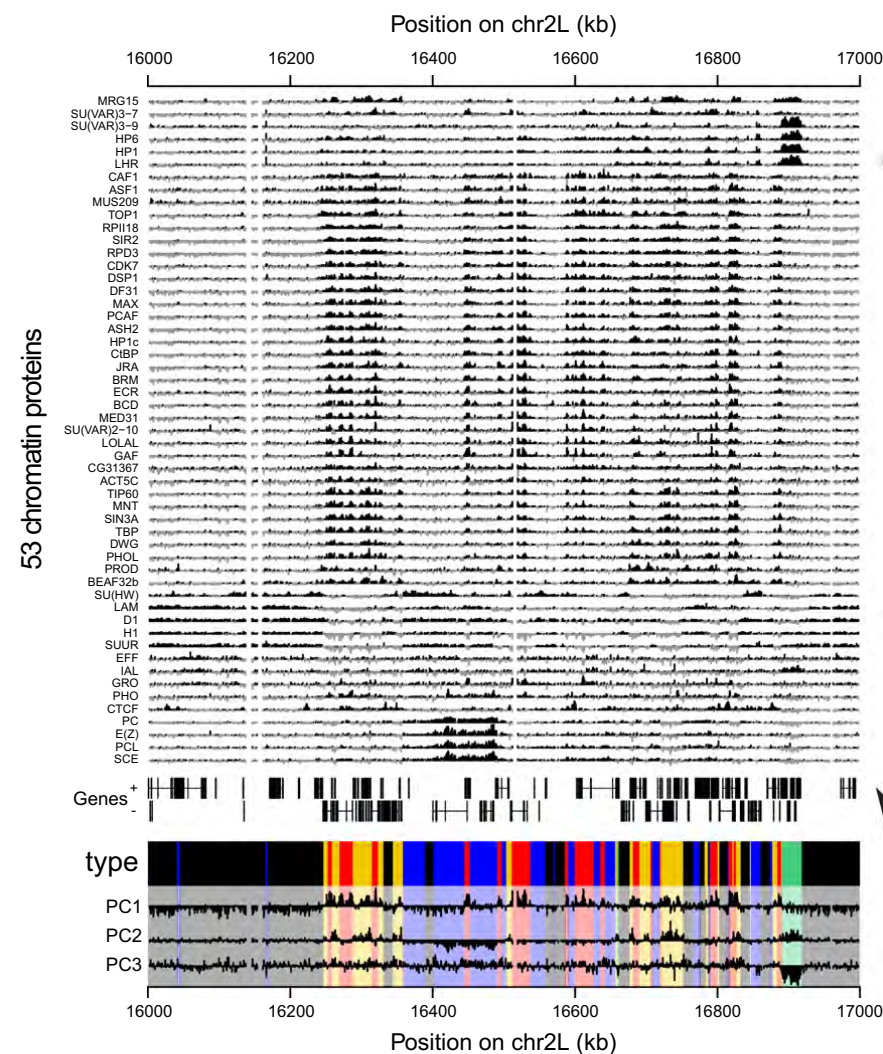 Position on chr2L (kb)
16000 16200 16400 16600 16800 17000
53 chromatin proteins
MRG15
SU(VAR)3−7
SU(VAR)3−9
HP6
HP1
LHR
CAF1
ASF1
MUS209
TOP1
RPII18
SIR2
RPD3
CDK7
DSP1
DF31
MAX
PCAF
ASH2
HP1c
CtBP
JRA
BRM
ECR
BCD
MED31
SU(VAR)2−10
LOLAL
GAF
CG31367
ACT5C
TIP60
MNT
SIN3A
TBP
DWG
PHOL
PROD
BEAF32b
SU(HW)
LAM
D1
H1
SUUR
EFF
IAL
GRO
PHO
CTCF
PC
E(Z)
PCL
SCE
Genes +
-
type
PC1
PC2
PC3
16000 16200 16400 16600 16800 17000
Position on chr2L (kb)